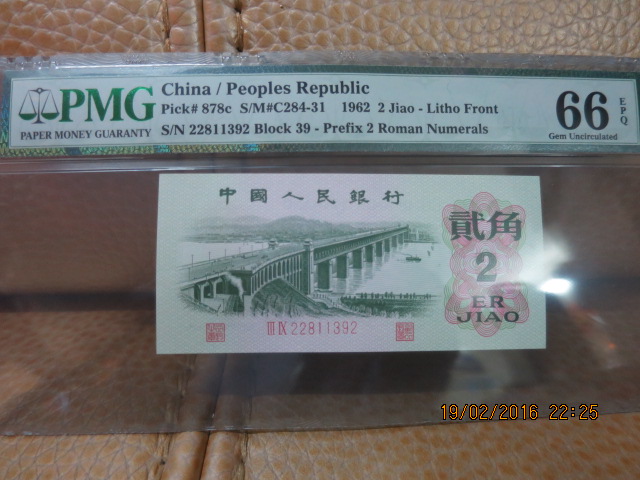 PMG
PAPER MONEY GUARANTY
China / Peoples Republic
Pick# 878c S/M#C284-31 1962 2 Jiao - Litho Front
S/N 22811392 Block 39 - Prefix 2 Roman Numerals
66 EPQ
Gem Uncirculated
中國人民銀行
貳角
2
ER
JIAO
III IX 22811392
19/02/2016 22:25